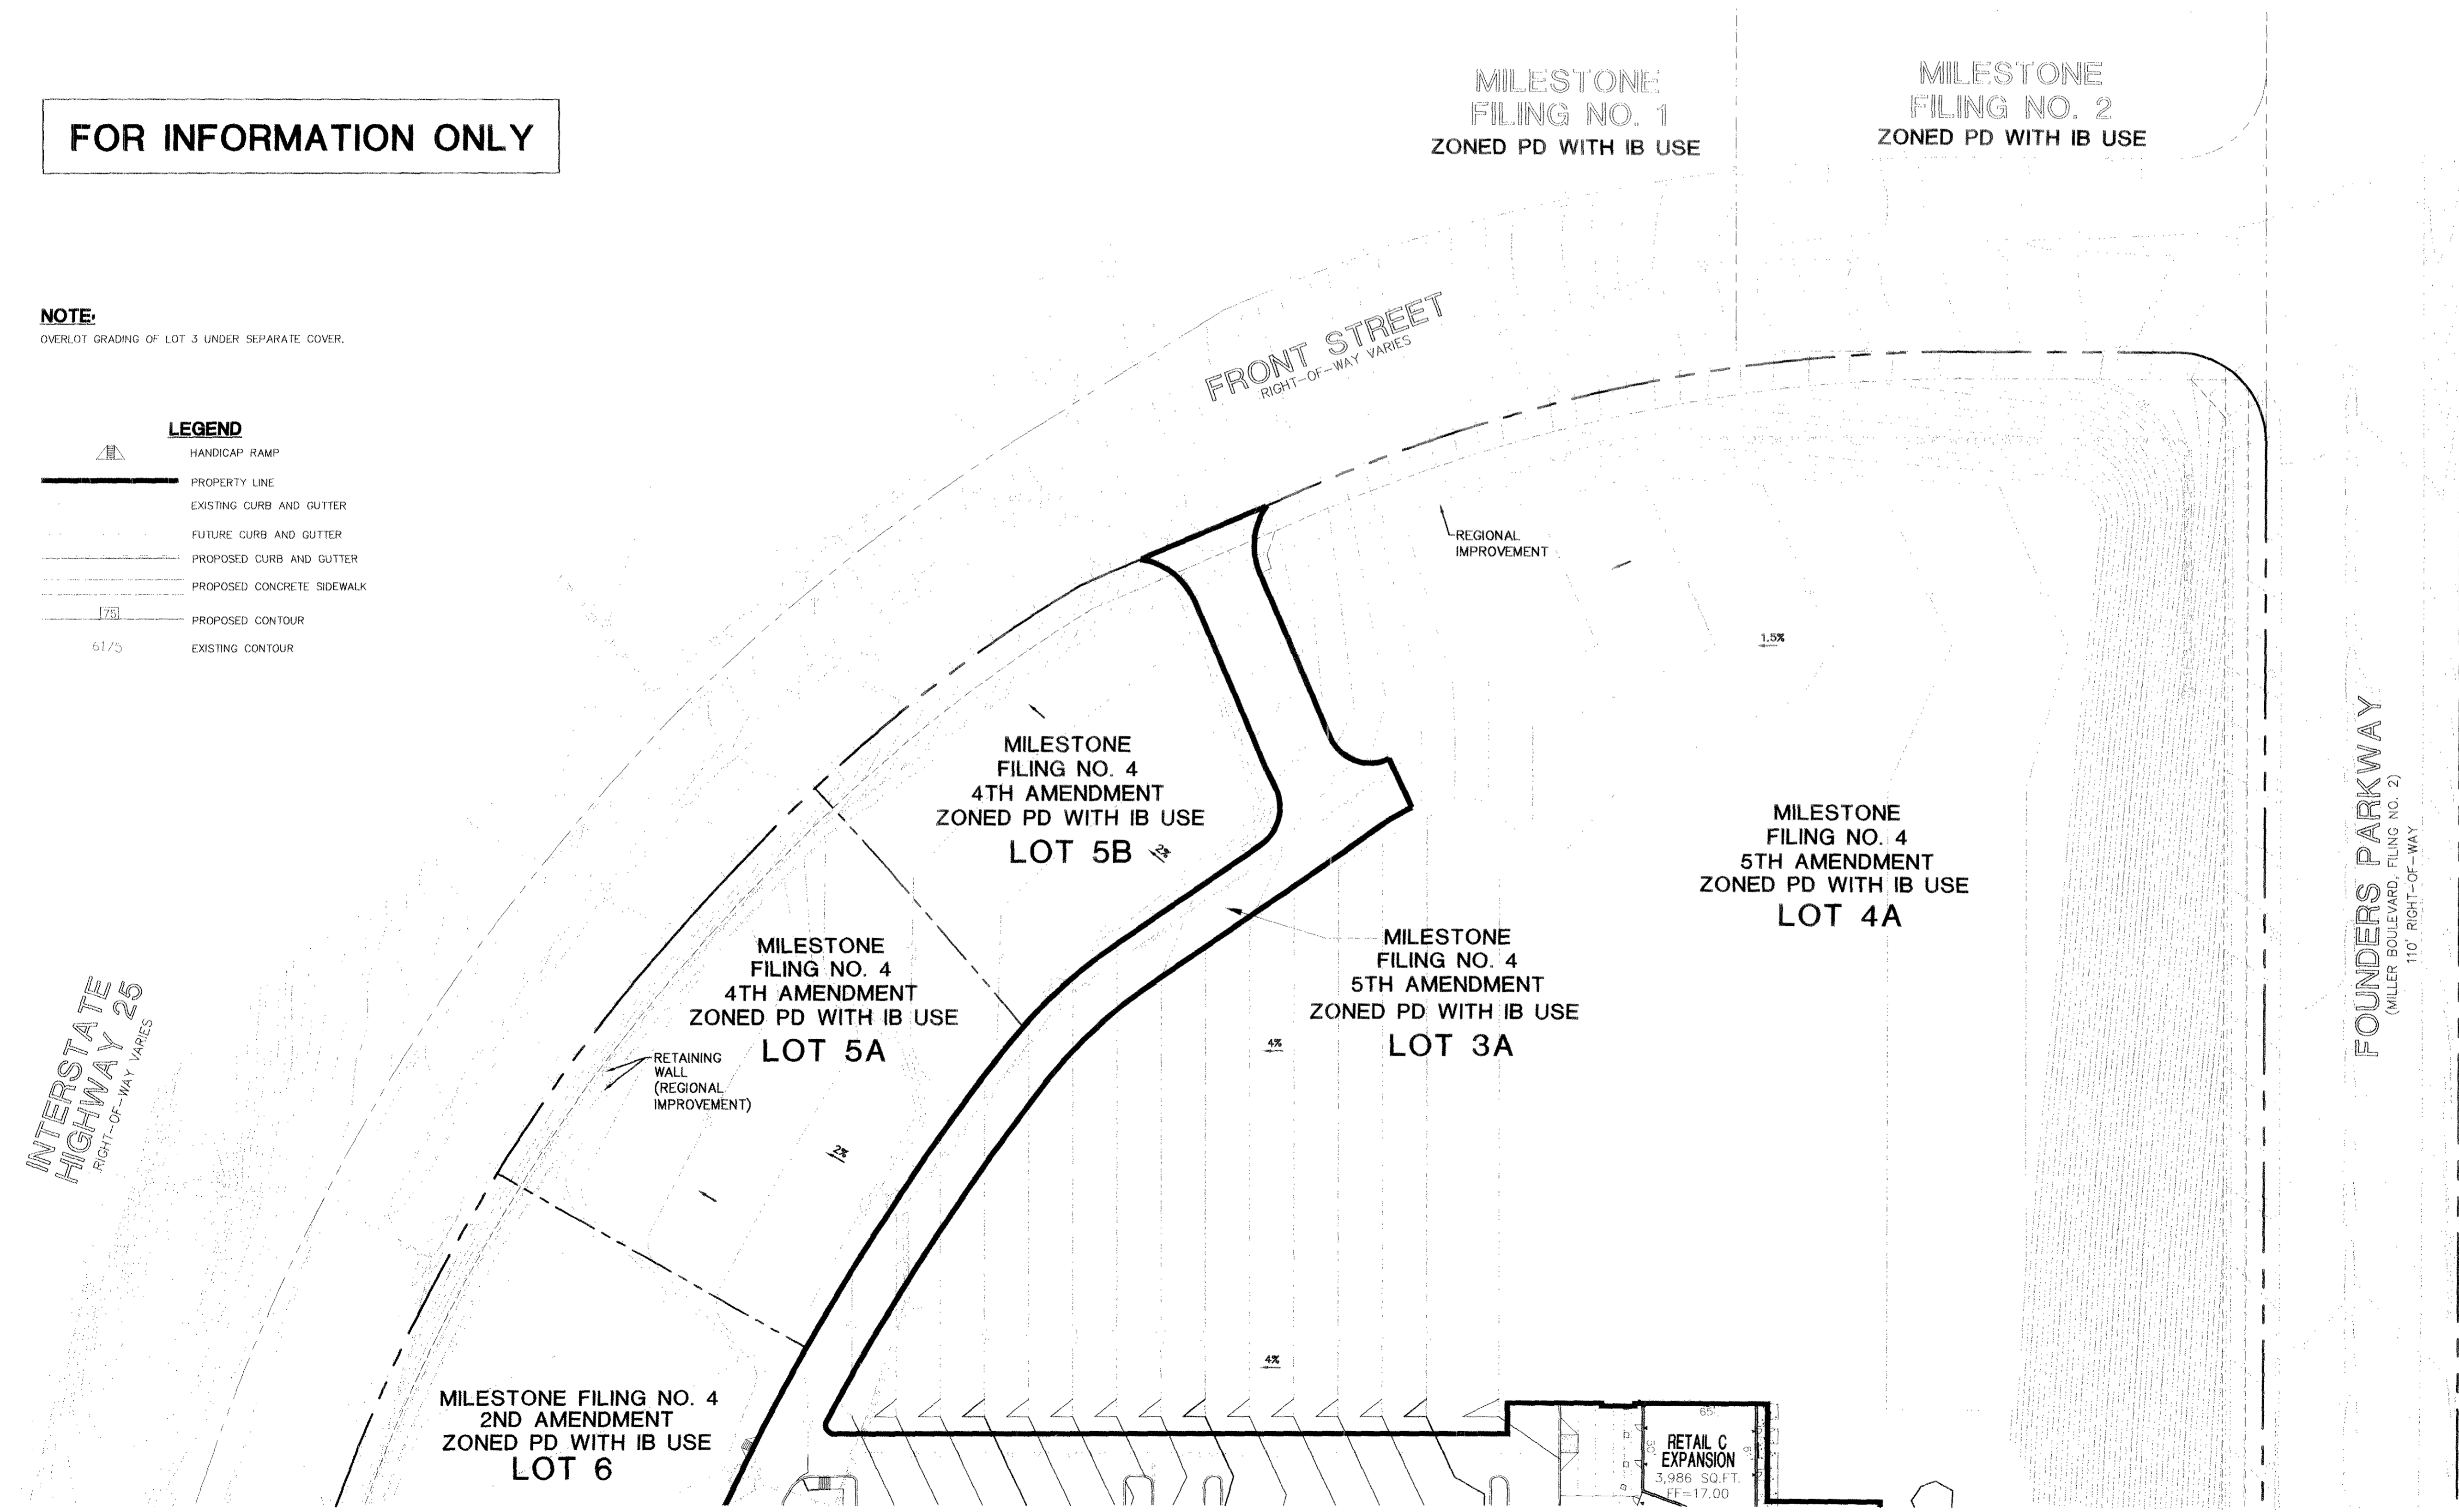 MILESTONE
FILING NO. 1
ZONED PD WITH IB USE
MILESTONE
FILING NO. 2
ZONED PD WITH IB USE
FOR INFORMATION ONLY
NOTE:
OVERLOT GRADING OF LOT 3 UNDER SEPARATE COVER.
FRONT STREET
RIGHT-OF-WAY VARIES
LEGEND
HANDICAP RAMP
PROPERTY LINE
EXISTING CURB AND GUTTER
FUTURE CURB AND GUTTER
PROPOSED CURB AND GUTTER
PROPOSED CONCRETE SIDEWALK
75
PROPOSED CONTOUR
6175
EXISTING CONTOUR
REGIONAL
IMPROVEMENT
1.5%
MILESTONE
FILING NO. 4
4TH AMENDMENT
ZONED PD WITH IB USE
LOT 5B
2%
MILESTONE
FILING NO. 4
5TH AMENDMENT
ZONED PD WITH IB USE
LOT 4A
FOUNDERS PARKWAY
(MILLER BOULEVARD, FILING NO. 2)
110' RIGHT-OF-WAY
MILESTONE
FILING NO. 4
4TH AMENDMENT
ZONED PD WITH IB USE
LOT 5A
MILESTONE
FILING NO. 4
5TH AMENDMENT
ZONED PD WITH IB USE
LOT 3A
INTERSTATE
HIGHWAY 25
RIGHT-OF-WAY VARIES
RETAINING
WALL
(REGIONAL
IMPROVEMENT)
4%
2%
4%
MILESTONE FILING NO. 4
2ND AMENDMENT
ZONED PD WITH IB USE
LOT 6
65'
RETAIL C
EXPANSION
3,986 SQ.FT.
FF=17.00